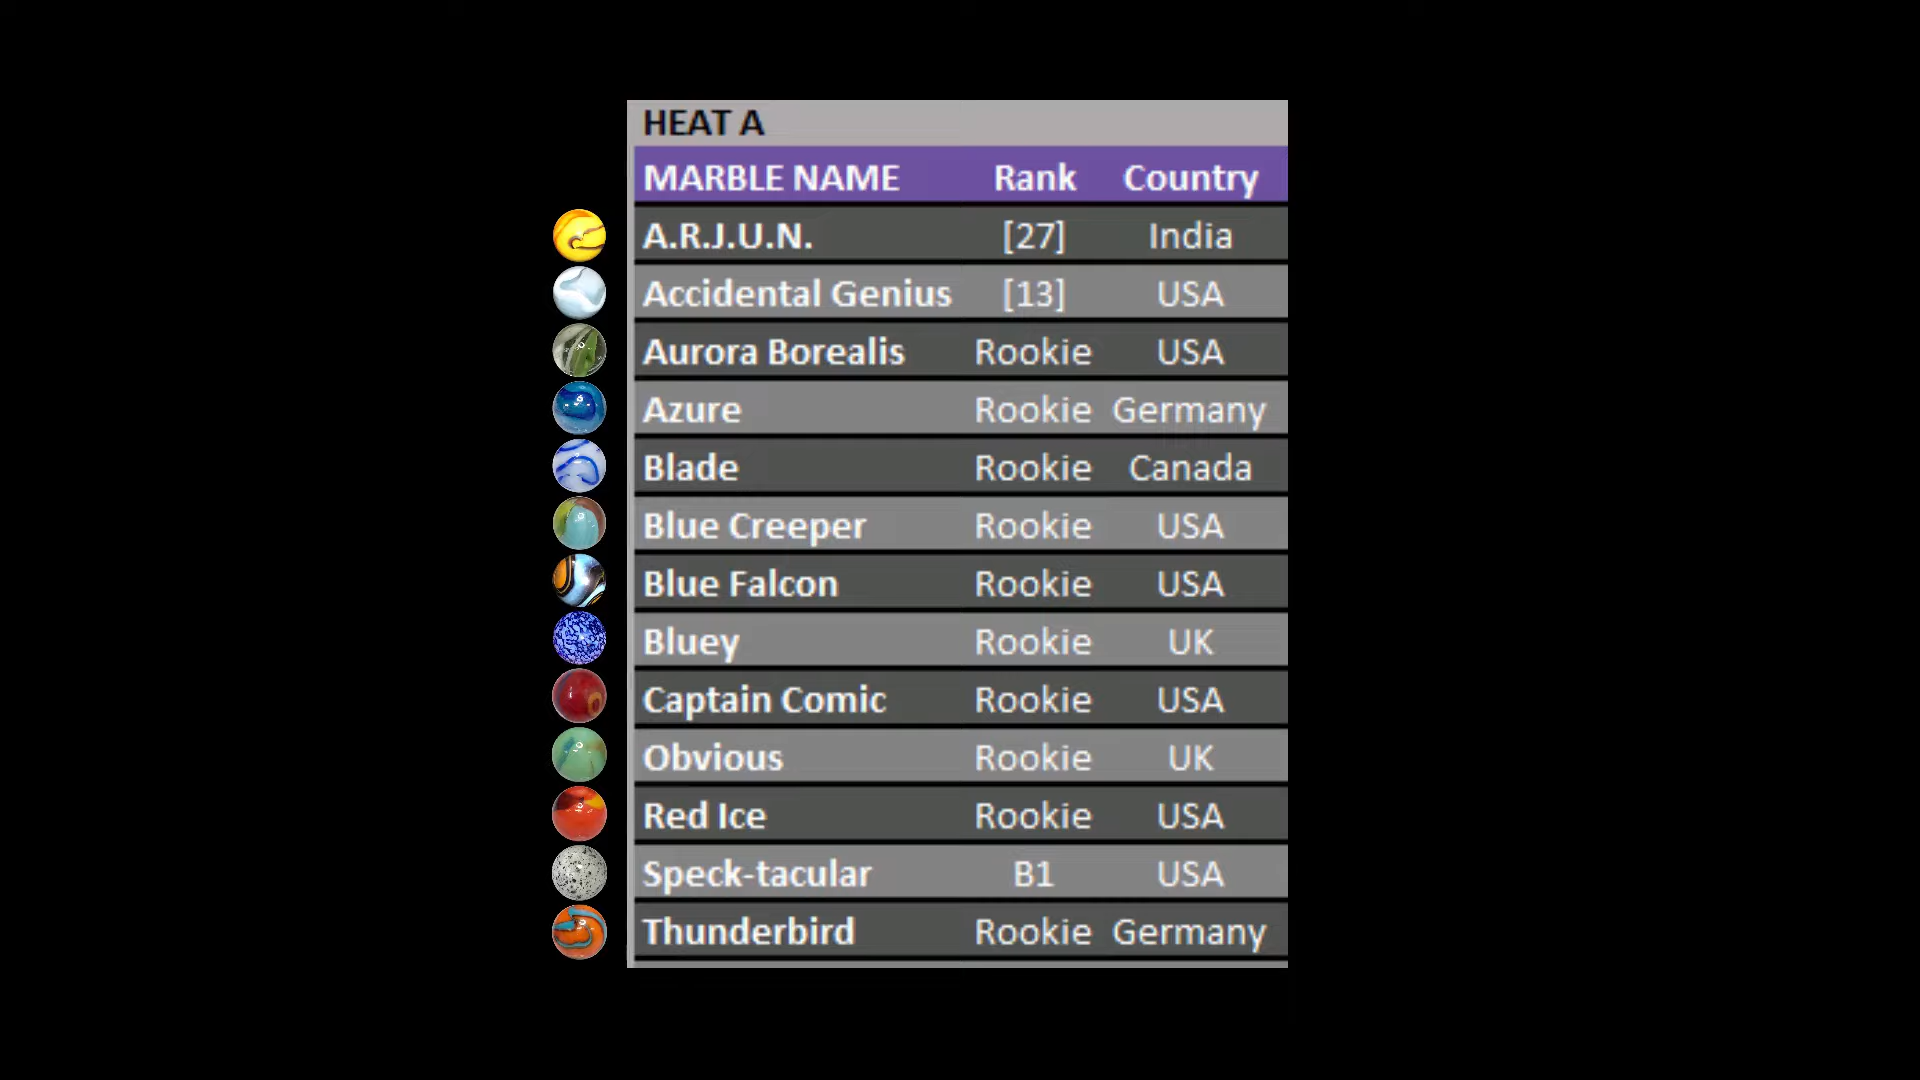 HEAT A
MARBLE NAME Rank Country
A.R.J.U.N. [27] India
Accidental Genius [13] USA
Aurora Borealis Rookie USA
Azure Rookie Germany
Blade Rookie Canada
Blue Creeper Rookie USA
Blue Falcon Rookie USA
Bluey Rookie UK
Captain Comic Rookie USA
Obvious Rookie UK
Red Ice Rookie USA
Speck-tacular B1 USA
Thunderbird Rookie Germany